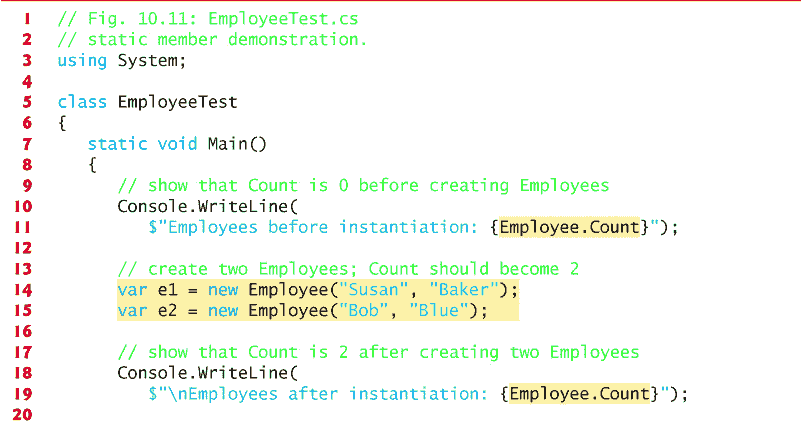 1 // Fig. 10.11: EmployeeTest.cs
2 // static member demonstration.
3 using System;
4
5 class EmployeeTest
6 {
7    static void Main()
8    {
9       // show that Count is 0 before creating Employees
10       Console.WriteLine(
11          $"Employees before instantiation: {Employee.Count}");
12
13       // create two Employees; Count should become 2
14       var e1 = new Employee("Susan", "Baker");
15       var e2 = new Employee("Bob", "Blue");
16
17       // show that Count is 2 after creating two Employees
18       Console.WriteLine(
19          $"\nEmployees after instantiation: {Employee.Count}");
20